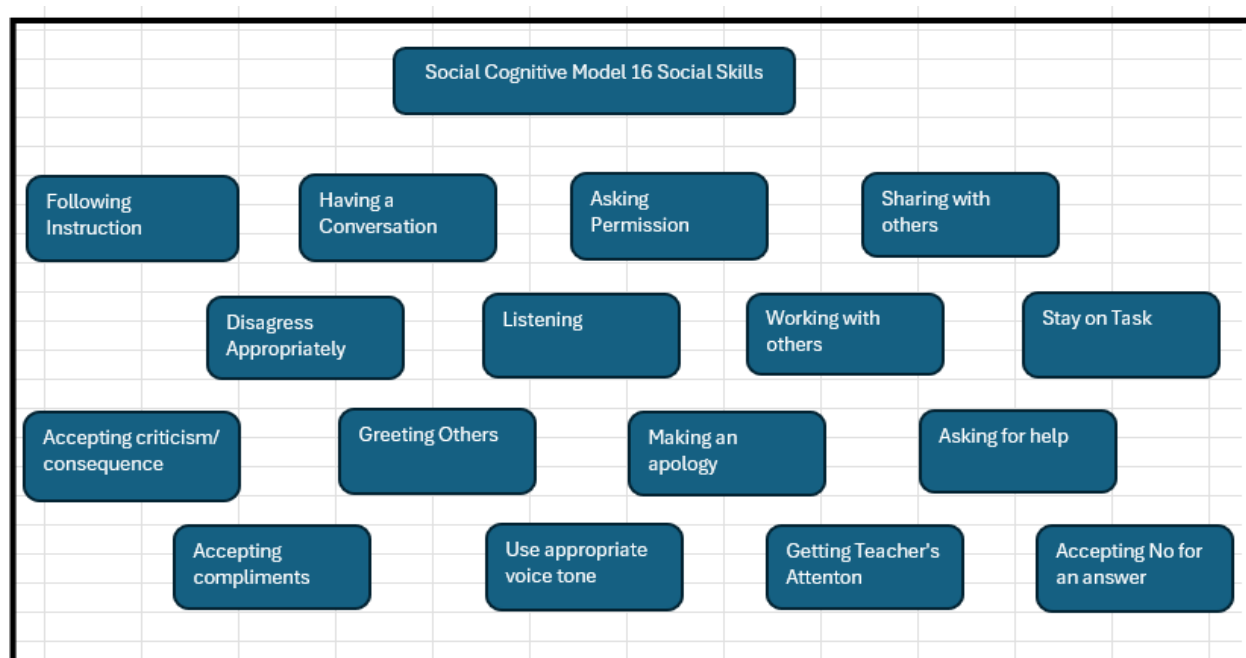 Social Cognitive Model 16 Social Skills
Following
Instruction
Having a
Conversation
Asking
Permission
Sharing with
others
Disagress
Appropriately
Listening
Working with
others
Stay on Task
Accepting criticism/
consequence
Greeting Others
Making an
apology
Asking for help
Accepting
compliments
Use appropriate
voice tone
Getting Teacher's
Attenton
Accepting No for
an answer